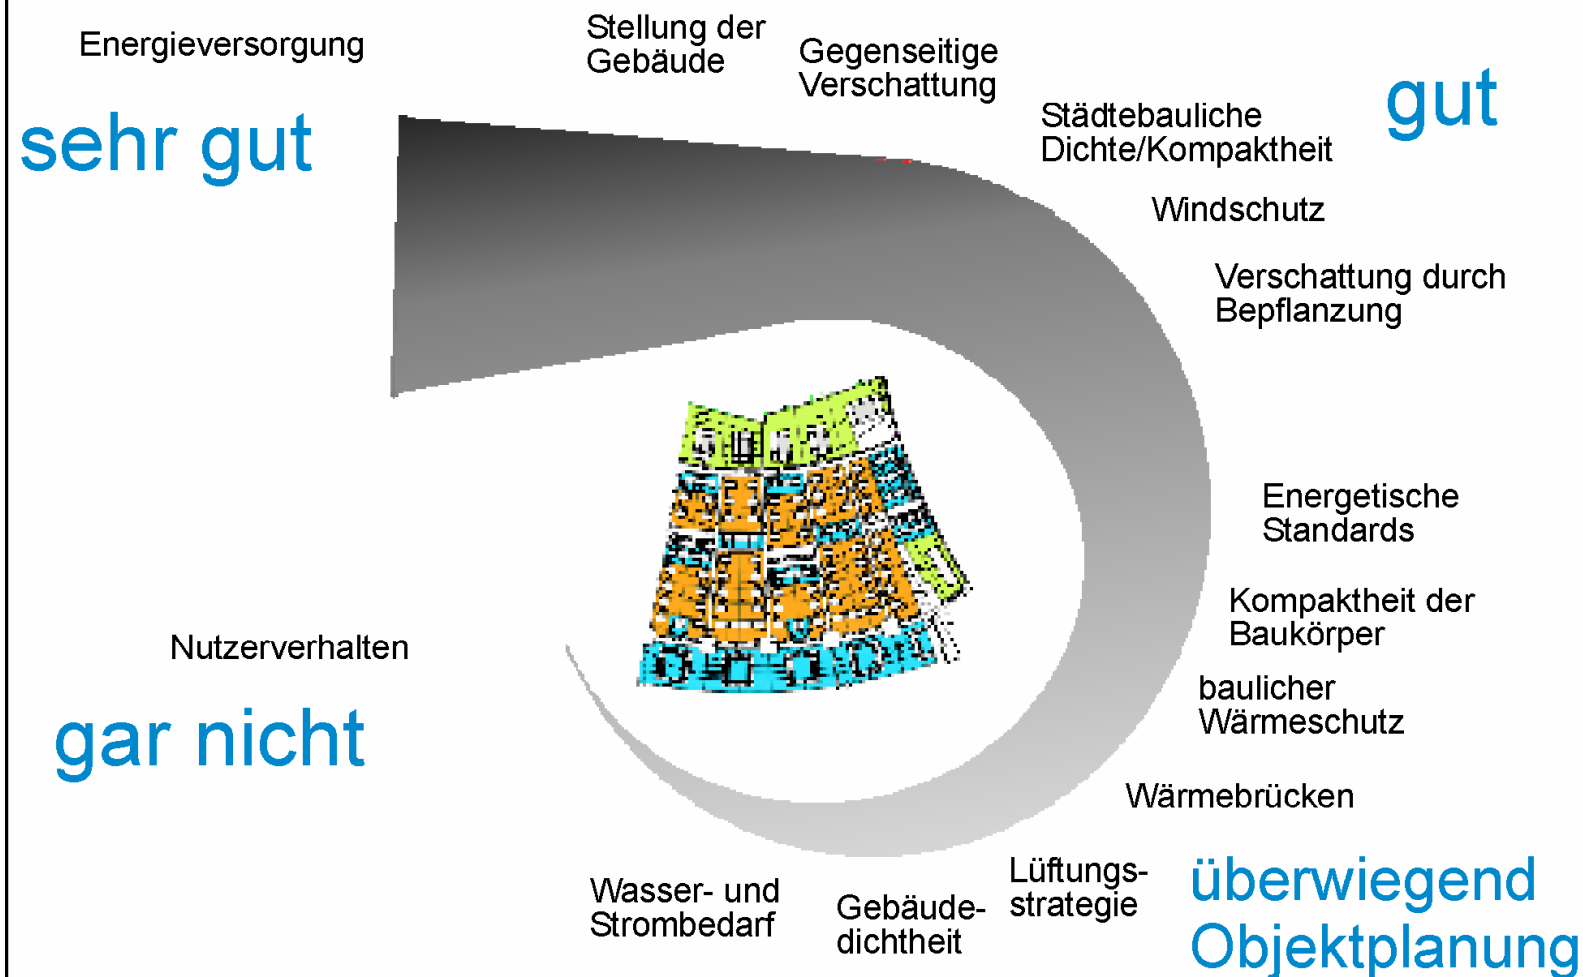 Energieversorgung
sehr gut
Stellung der
Gebäude
Gegenseitige
Verschattung
gut
Städtebauliche
Dichte/Kompaktheit
Windschutz
Verschattung durch
Bepflanzung
Energetische
Standards
Kompaktheit der
Baukörper
baulicher
Wärmeschutz
Wärmebrücken
überwiegend
Objektplanung
Lüftungs-
strategie
Gebäude-
dichtheit
Wasser- und
Strombedarf
Nutzerverhalten
gar nicht